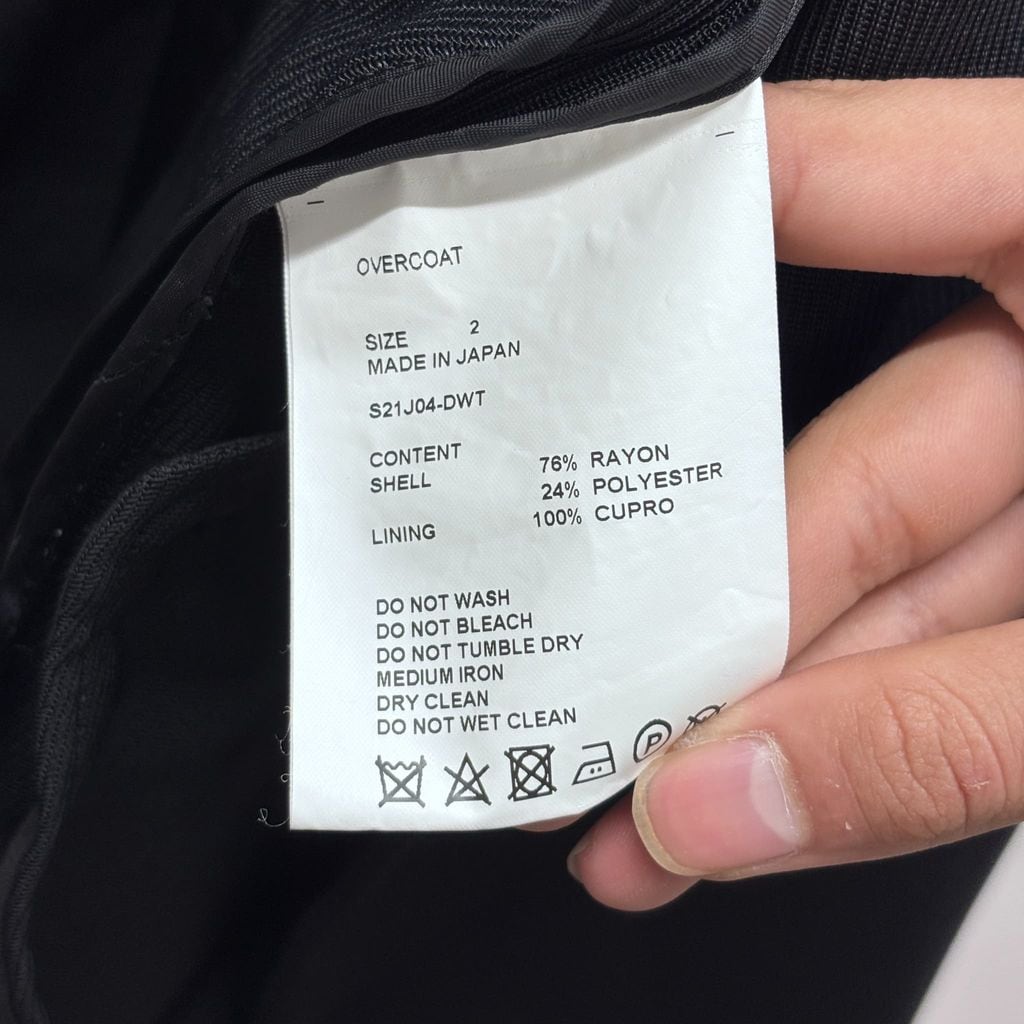 OVERCOAT
SIZE 2
MADE IN JAPAN
S21J04-DWT
CONTENT
SHELL 76% RAYON
24% POLYESTER
LINING 100% CUPRO
DO NOT WASH
DO NOT BLEACH
DO NOT TUMBLE DRY
MEDIUM IRON
DRY CLEAN
DO NOT WET CLEAN
P